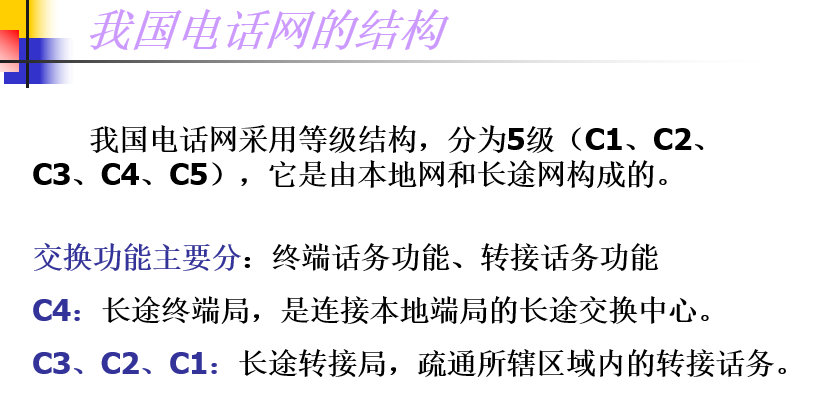 我国电话网的结构
我国电话网采用等级结构，分为5级（C1、C2、
C3、C4、C5），它是由本地网和长途网构成的。
交换功能主要分：终端话务功能、转接话务功能
C4：长途终端局，是连接本地端局的长途交换中心。
C3、C2、C1：长途转接局，疏通所辖区域内的转接话务。